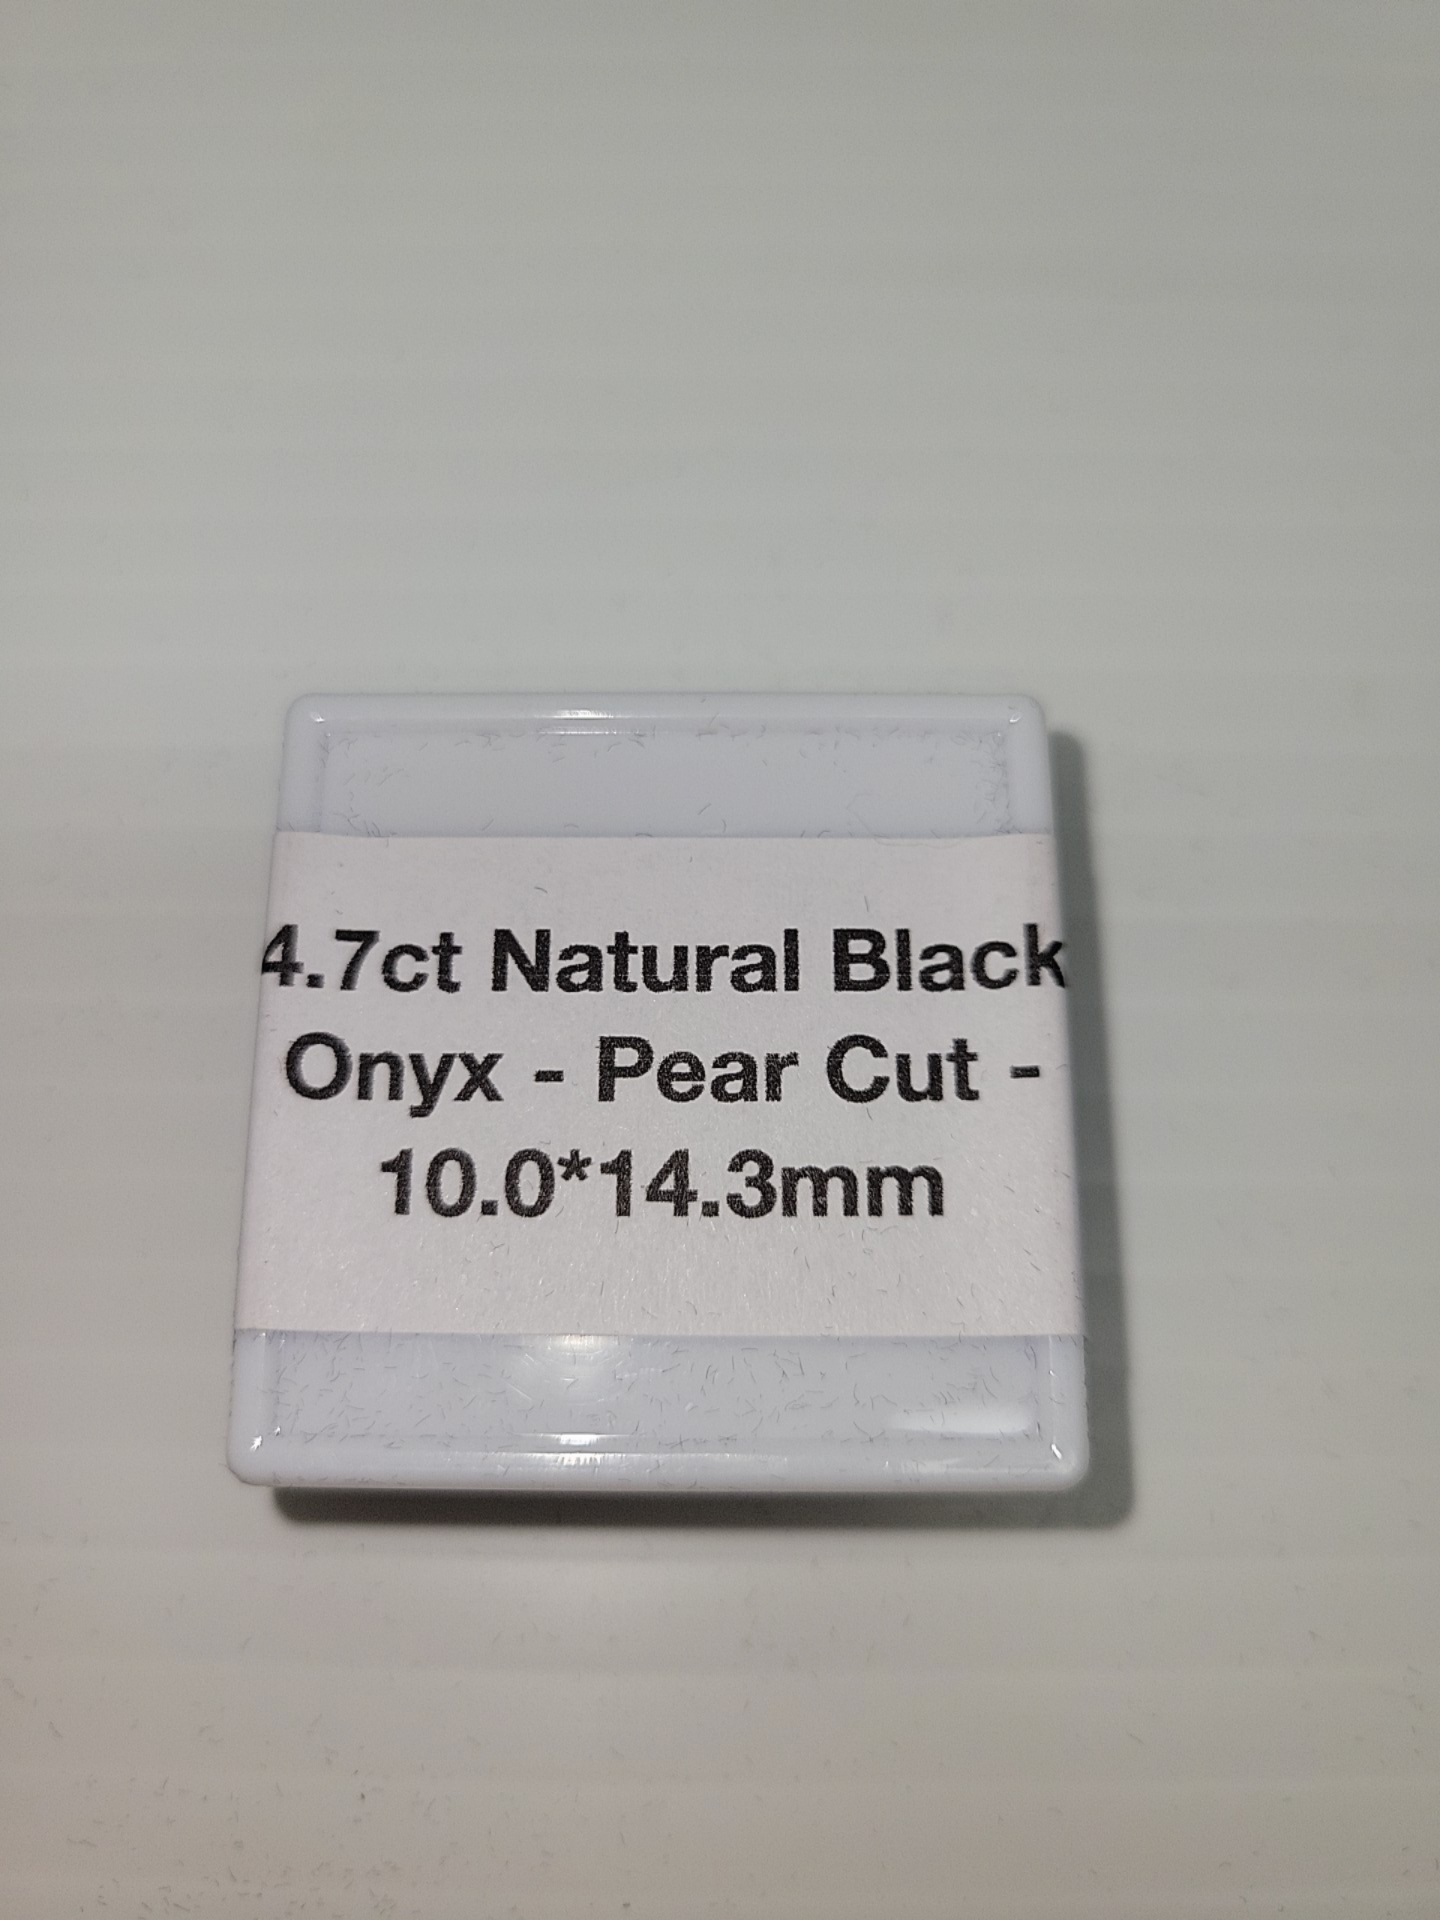 4.7ct Natural Black
Onyx - Pear Cut -
10.0*14.3mm